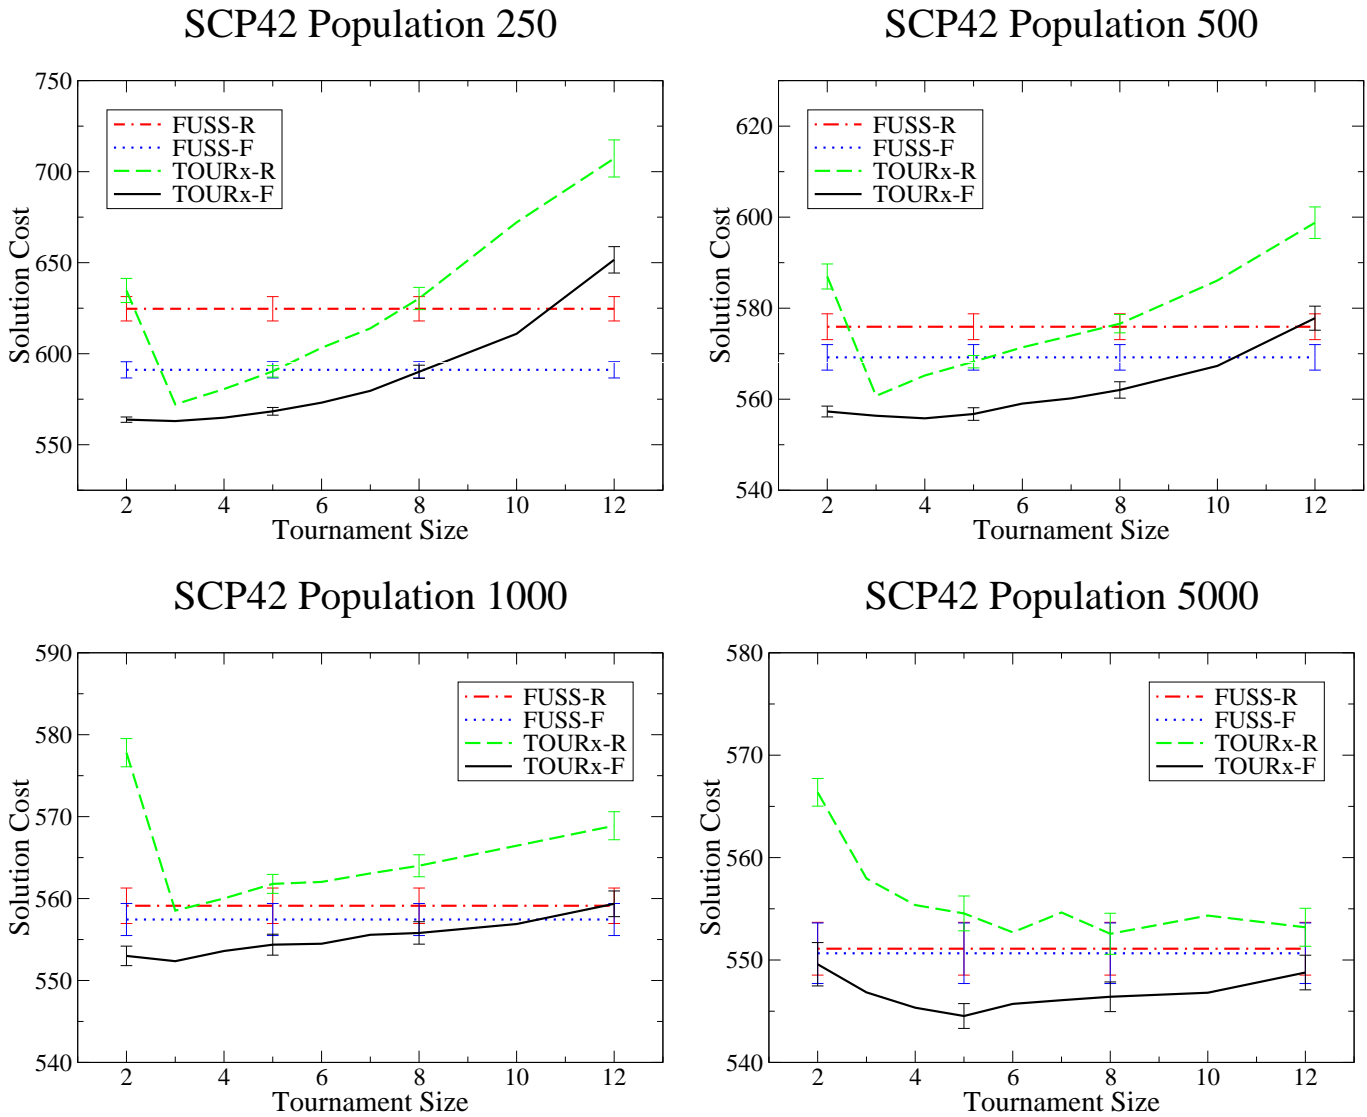 SCP42 Population 250
SCP42 Population 500
750
700
650
600
550
Solution Cost
FUSS-R
FUSS-F
TOURx-R
TOURx-F
2 4 6 8 10 12
Tournament Size
620
600
580
560
540
Solution Cost
FUSS-R
FUSS-F
TOURx-R
TOURx-F
2 4 6 8 10 12
Tournament Size
SCP42 Population 1000
SCP42 Population 5000
590
580
570
560
550
540
Solution Cost
FUSS-R
FUSS-F
TOURx-R
TOURx-F
2 4 6 8 10 12
Tournament Size
580
570
560
550
540
Solution Cost
FUSS-R
FUSS-F
TOURx-R
TOURx-F
2 4 6 8 10 12
Tournament Size